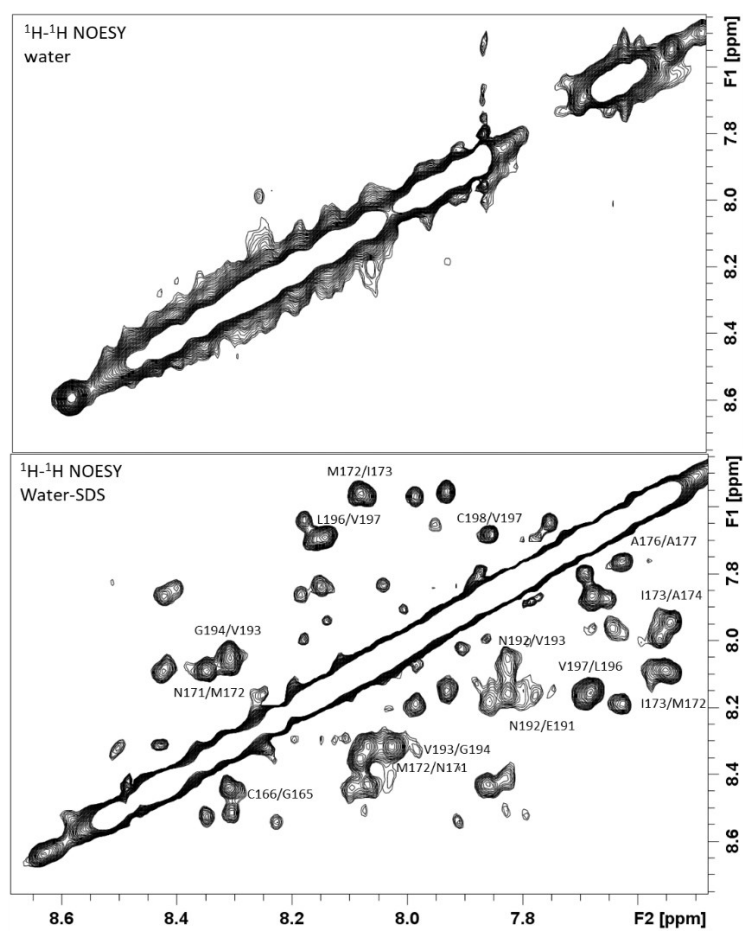 ¹H-¹H NOESY
water
F1 [ppm]
7.8
8.0
8.2
8.4
8.6
¹H-¹H NOESY
Water-SDS
M172/I173
L196/V197
C198/V197
A176/A177
G194/V193
I173/A174
N192/V193
N171/M172
V197/L196
I173/M172
N192/E191
V193/G194
M172/N171
C166/G165
F1 [ppm]
7.8
8.0
8.2
8.4
8.6
8.6
8.4
8.2
8.0
7.8
F2 [ppm]